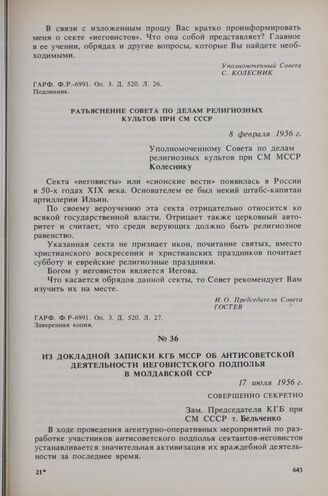 В связи с изложенным прошу Вас кратко проинформировать
меня о секте «иеговистов». Что она собой представляет? Главное
в ее учении, обрядах и другие вопросы, которые Вы найдете необ-
ходимыми.
Уполномоченный Совета
С. КОЛЕСНИК
ГАРФ. Ф.Р.-6991. Оп. 3. Д. 520. Л. 26.
Подлинник.
РАЗЪЯСНЕНИЕ СОВЕТА ПО ДЕЛАМ РЕЛИГИОЗНЫХ
КУЛЬТОВ ПРИ СМ СССР
8 февраля 1956 г.
Уполномоченному Совета по делам
религиозных культов при СМ МССР
Колеснику
Секта «иеговисты» или «сионские вести» появилась в России
в 50-х годах XIX века. Основателем ее был некий штабс-капитан
артиллерии Ильин.
По своему вероучению эта секта отрицательно относится ко
всякой государственной власти. Отрицает также церковный авто-
ритет и считает, что среди верующих должно быть религиозное
равенство.
Указанная секта не признает икон, почитание святых, вместо
христианского воскресения и христианских праздников почитает
субботу и еврейские религиозные праздники.
Богом у иеговистов является Иегова.
Что касается обрядов данной секты, то Совет рекомендует Вам
изучить их на месте.
И. О. Председателя Совета
ГОСТЕВ
ГАРФ. Ф.Р.-6991. Оп. 3. Д. 520. Л. 27.
Заверенная копия.
№ 36
ИЗ ДОКЛАДНОЙ ЗАПИСКИ КГБ МССР ОБ АНТИСОВЕТСКОЙ
ДЕЯТЕЛЬНОСТИ ИЕГОВИСТСКОГО ПОДПОЛЬЯ
В МОЛДАВСКОЙ ССР
17 июля 1956 г.
СОВЕРШЕННО СЕКРЕТНО
Зам. Председателя КГБ при
СМ СССР т. Бельченко
В ходе проведения агентурно-оперативных мероприятий по раз-
работке участников антисоветского подполья сектантов-иеговистов
устанавливается значительная активизация их враждебной деятель-
ности за последнее время.
21*
643